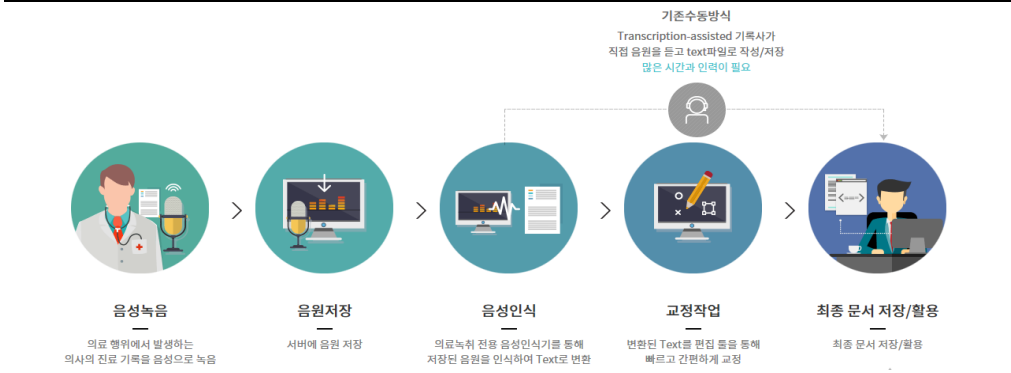 기존수동방식
Transcription-assisted 기록사가
직접 음원을 듣고 text파일로 작성/저장
많은 시간과 인력이 필요
음성녹음
의료 행위에서 발생하는
의사의 진료 기록을 음성으로 녹음
음원저장
서버에 음원 저장
음성인식
의료녹취 전용 음성인식기를 통해
저장된 음원을 인식하여 Text로 변환
교정작업
변환된 Text를 편집 툴을 통해
빠르고 간편하게 교정
최종 문서 저장/활용
최종 문서 저장/활용